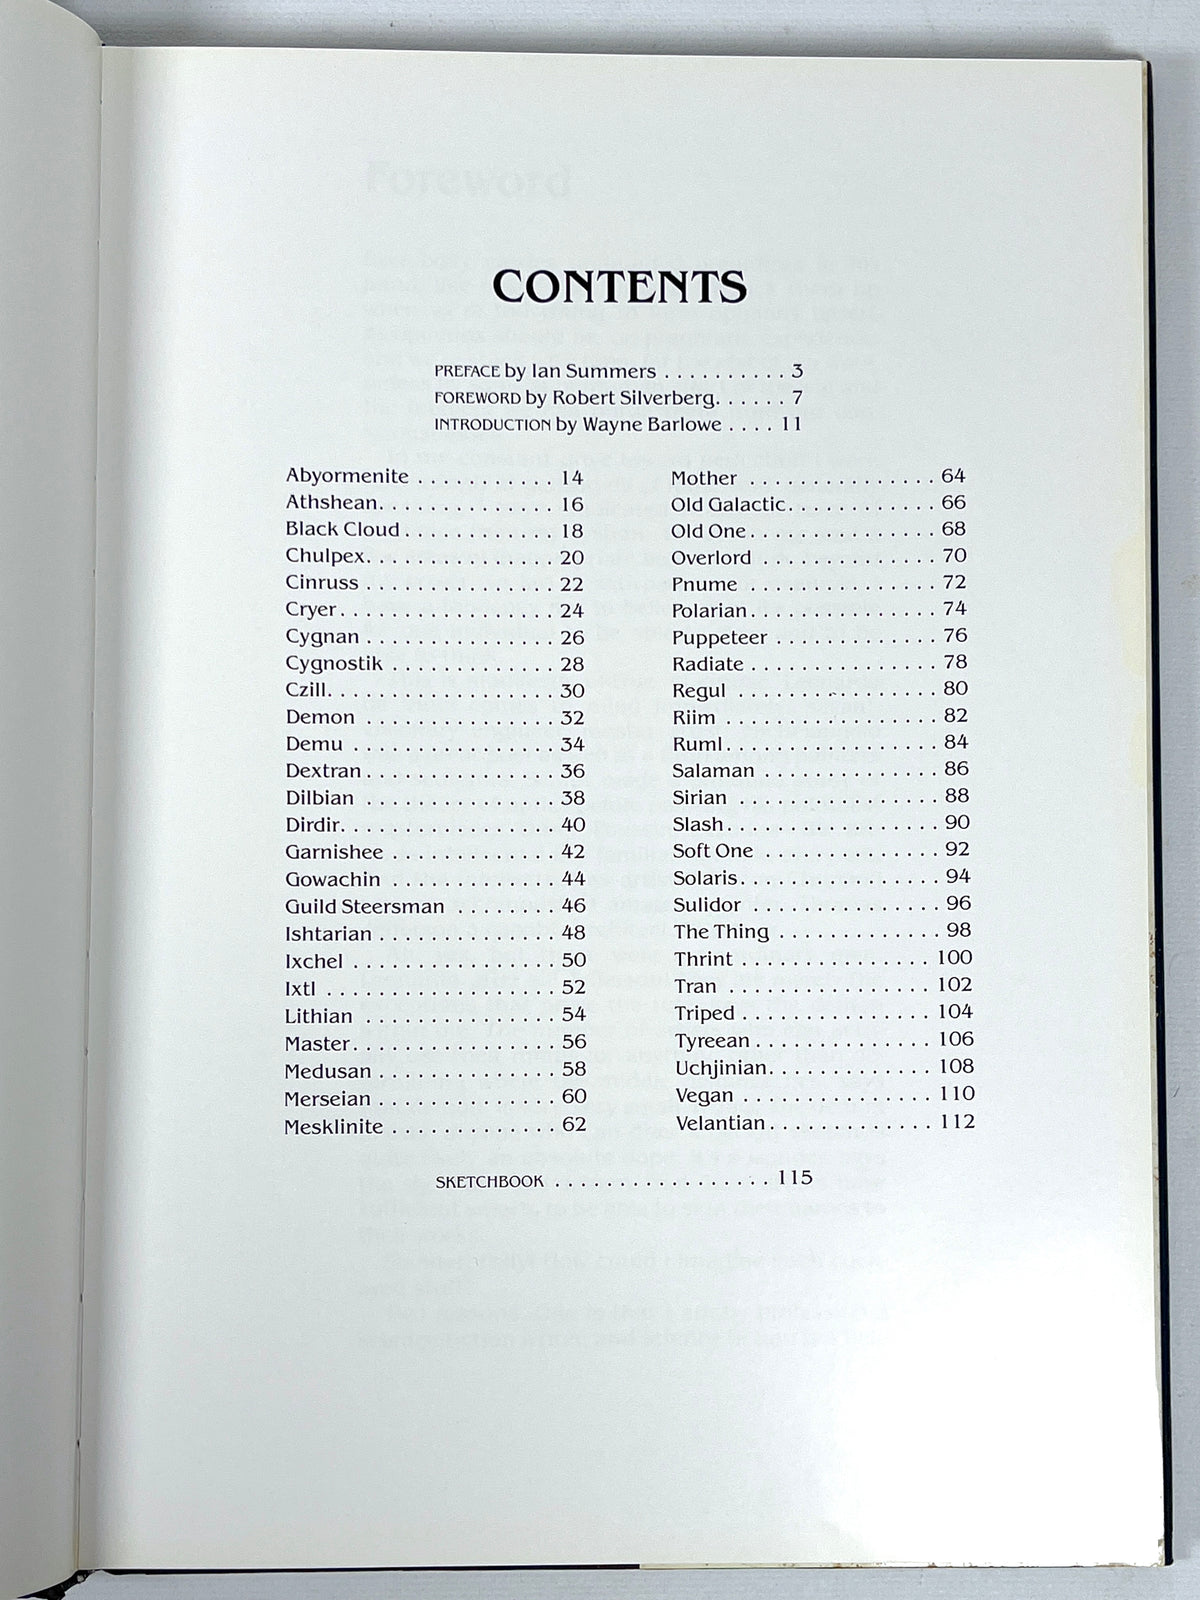 CONTENTS
PREFACE by Ian Summers . . . . . . . . . . 3
FOREWORD by Robert Silverberg. . . . . . 7
INTRODUCTION by Wayne Barlowe . . . . 11
Abyormenite . . . . . . . . . . . 14
Athshean. . . . . . . . . . . . . . 16
Black Cloud . . . . . . . . . . . . 18
Chulpex. . . . . . . . . . . . . . . 20
Cinruss . . . . . . . . . . . . . . . 22
Cryer. . . . . . . . . . . . . . . . . 24
Cygnan . . . . . . . . . . . . . . . 26
Cygnostik . . . . . . . . . . . . . 28
Czill. . . . . . . . . . . . . . . . . . 30
Demon . . . . . . . . . . . . . . . 32
Demu . . . . . . . . . . . . . . . . 34
Dextran. . . . . . . . . . . . . . . 36
Dilbian . . . . . . . . . . . . . . . 38
Dirdir. . . . . . . . . . . . . . . . . 40
Garnishee . . . . . . . . . . . . . 42
Gowachin . . . . . . . . . . . . . 44
Guild Steersman . . . . . . . . 46
Ishtarian . . . . . . . . . . . . . . 48
Ixchel . . . . . . . . . . . . . . . . 50
Ixtl . . . . . . . . . . . . . . . . . . 52
Lithian . . . . . . . . . . . . . . . 54
Master. . . . . . . . . . . . . . . . 56
Medusan . . . . . . . . . . . . . . 58
Merseian . . . . . . . . . . . . . . 60
Mesklinite . . . . . . . . . . . . . 62
Mother . . . . . . . . . . . . . . . 64
Old Galactic. . . . . . . . . . . . 66
Old One. . . . . . . . . . . . . . . 68
Overlord . . . . . . . . . . . . . . 70
Pnume . . . . . . . . . . . . . . . 72
Polarian. . . . . . . . . . . . . . . 74
Puppeteer . . . . . . . . . . . . . 76
Radiate . . . . . . . . . . . . . . . 78
Regul . . . . . . . . . . . . . . . . 80
Riim . . . . . . . . . . . . . . . . . 82
Ruml. . . . . . . . . . . . . . . . . 84
Salaman . . . . . . . . . . . . . . 86
Sirian . . . . . . . . . . . . . . . . 88
Slash. . . . . . . . . . . . . . . . . 90
Soft One . . . . . . . . . . . . . . 92
Solaris. . . . . . . . . . . . . . . . 94
Sulidor . . . . . . . . . . . . . . . 96
The Thing . . . . . . . . . . . . . 98
Thrint . . . . . . . . . . . . . . . 100
Tran . . . . . . . . . . . . . . . . 102
Triped . . . . . . . . . . . . . . . 104
Tyreean . . . . . . . . . . . . . . 106
Uchjinian. . . . . . . . . . . . . 108
Vegan . . . . . . . . . . . . . . . 110
Velantian. . . . . . . . . . . . . 112
SKETCHBOOK . . . . . . . . . . . . . . . . . 115